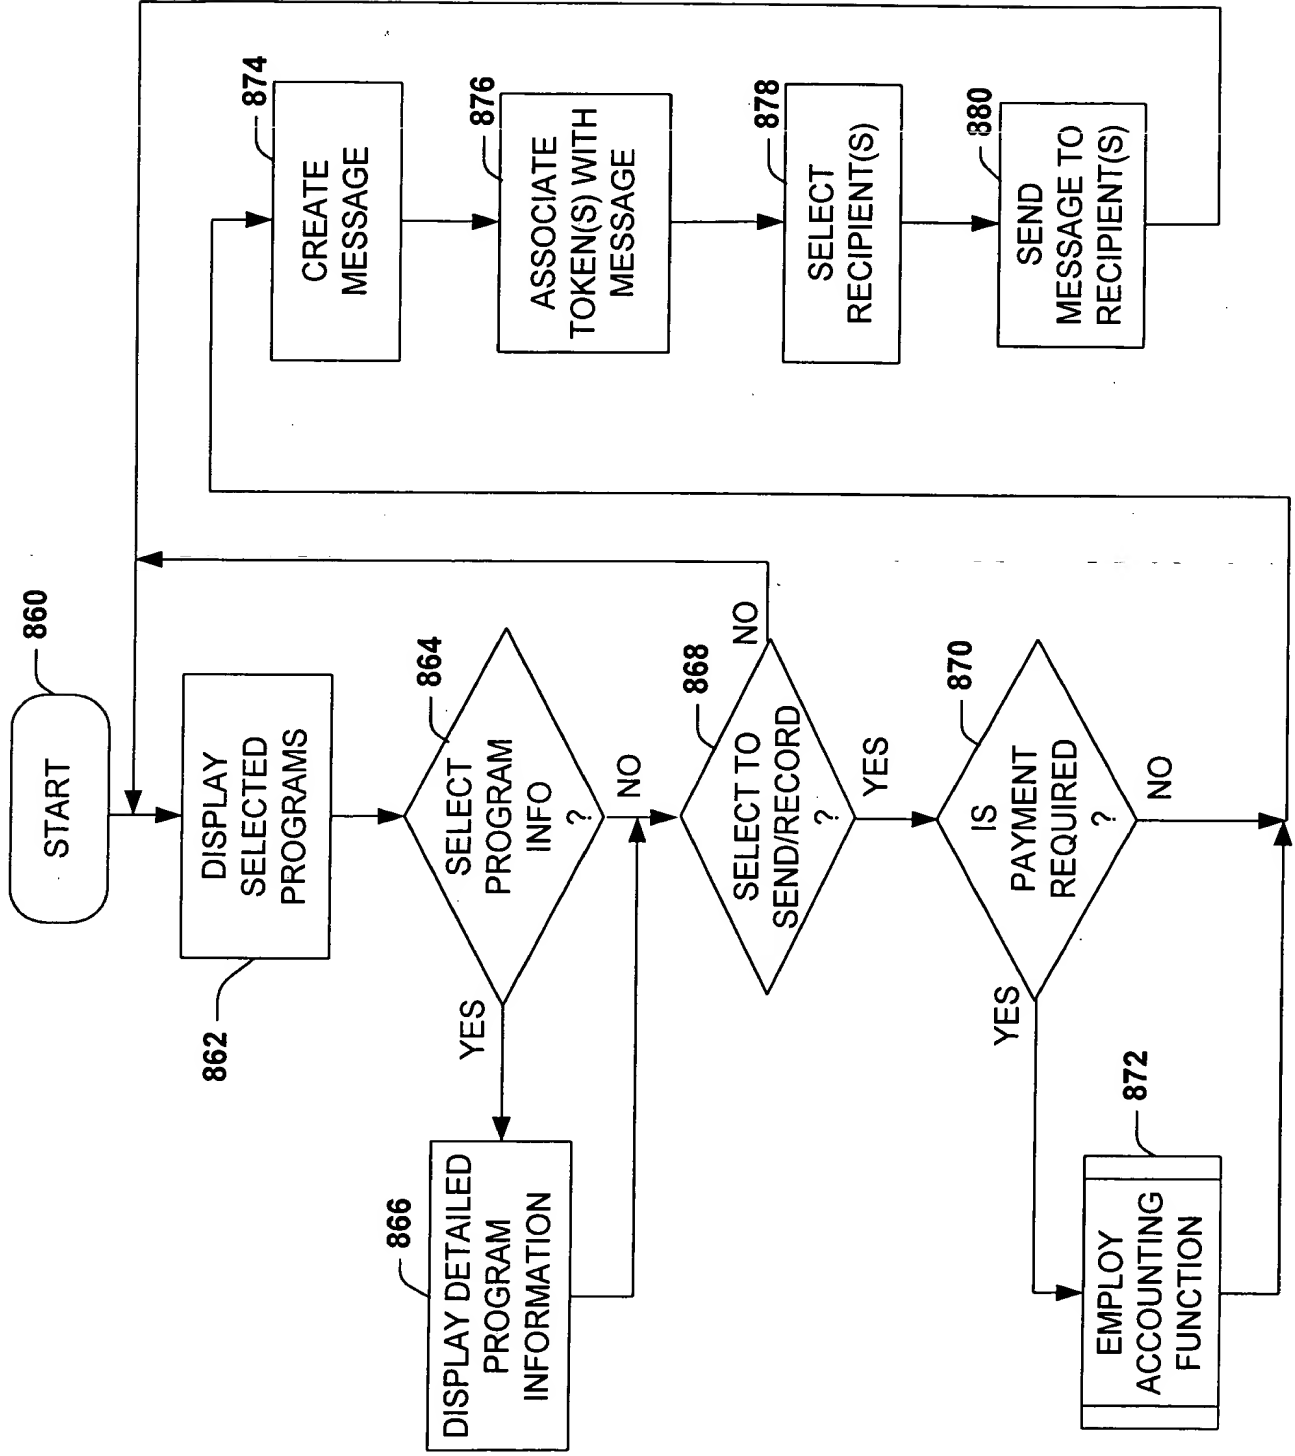 START
860
DISPLAY
SELECTED
PROGRAMS
862
SELECT
PROGRAM
INFO
?
864
YES
NO
DISPLAY DETAILED
PROGRAM
INFORMATION
866
SELECT TO
SEND/RECORD
?
868
NO
YES
IS
PAYMENT
REQUIRED
?
870
YES
NO
EMPLOY
ACCOUNTING
FUNCTION
872
CREATE
MESSAGE
874
ASSOCIATE
TOKEN(S) WITH
MESSAGE
876
SELECT
RECIPIENT(S)
878
SEND
MESSAGE TO
RECIPIENT(S)
880